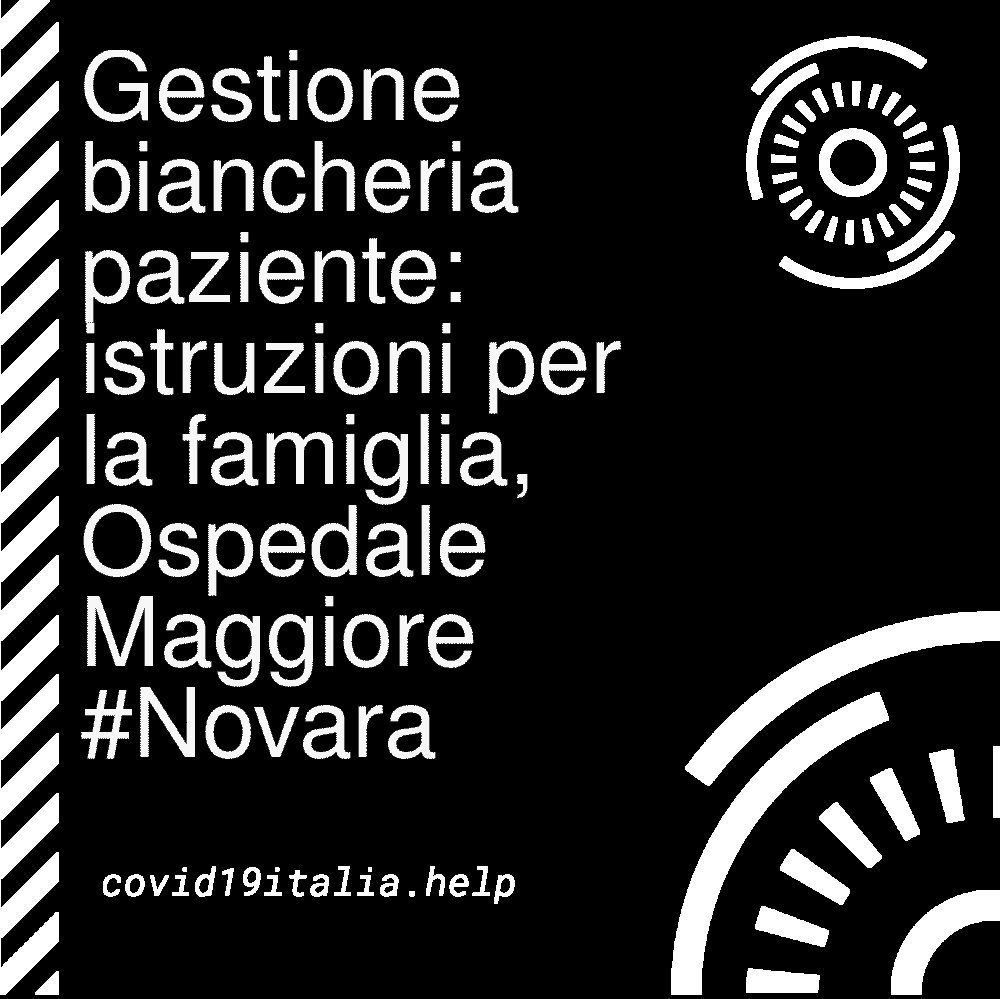 Gestione
biancheria
paziente:
istruzioni per
la famiglia,
Ospedale
Maggiore
#Novara
covid19italia.help